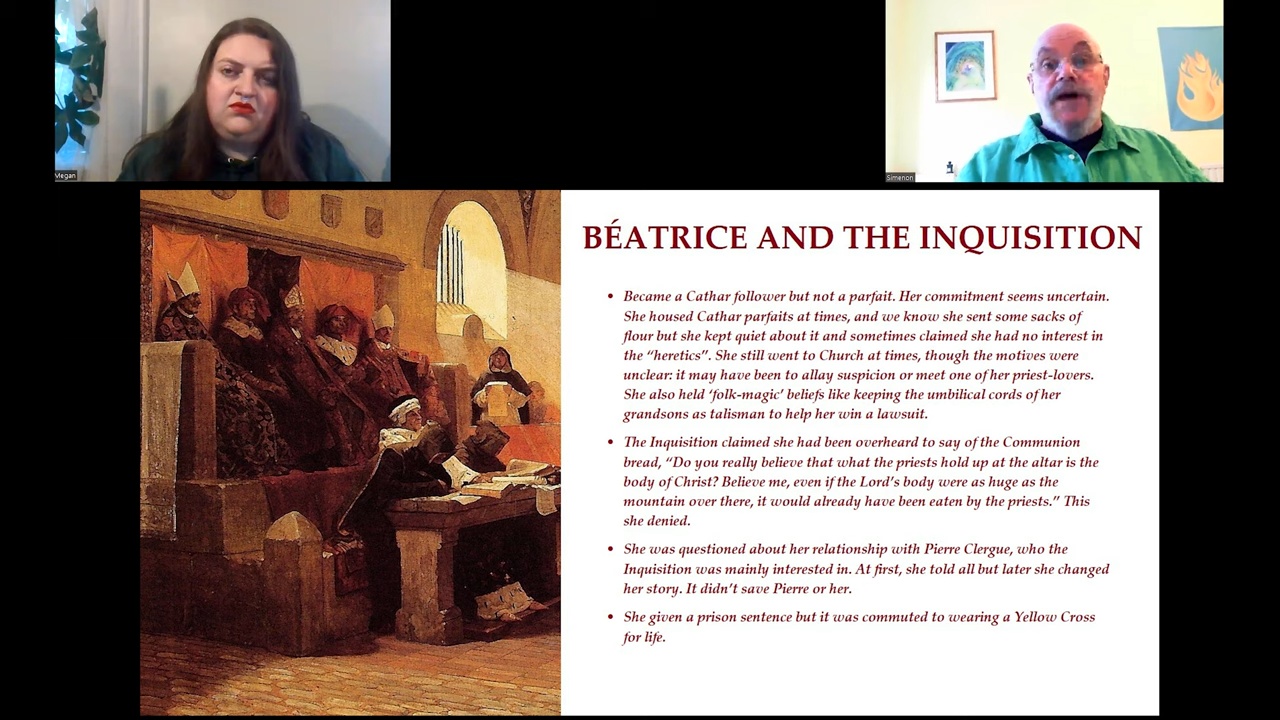 Megan
Simenon
BÉATRICE AND THE INQUISITION
• Became a Cathar follower but not a parfait. Her commitment seems uncertain.
She housed Cathar parfaits at times, and we know she sent some sacks of
flour but she kept quiet about it and sometimes claimed she had no interest in
the “heretics”. She still went to Church at times, though the motives were
unclear: it may have been to allay suspicion or meet one of her priest-lovers.
She also held ‘folk-magic’ beliefs like keeping the umbilical cords of her
grandsons as talisman to help her win a lawsuit.
• The Inquisition claimed she had been overheard to say of the Communion
bread, “Do you really believe that what the priests hold up at the altar is the
body of Christ? Believe me, even if the Lord’s body were as huge as the
mountain over there, it would already have been eaten by the priests.” This
she denied.
• She was questioned about her relationship with Pierre Clergue, who the
Inquisition was mainly interested in. At first, she told all but later she changed
her story. It didn’t save Pierre or her.
• She given a prison sentence but it was commuted to wearing a Yellow Cross
for life.